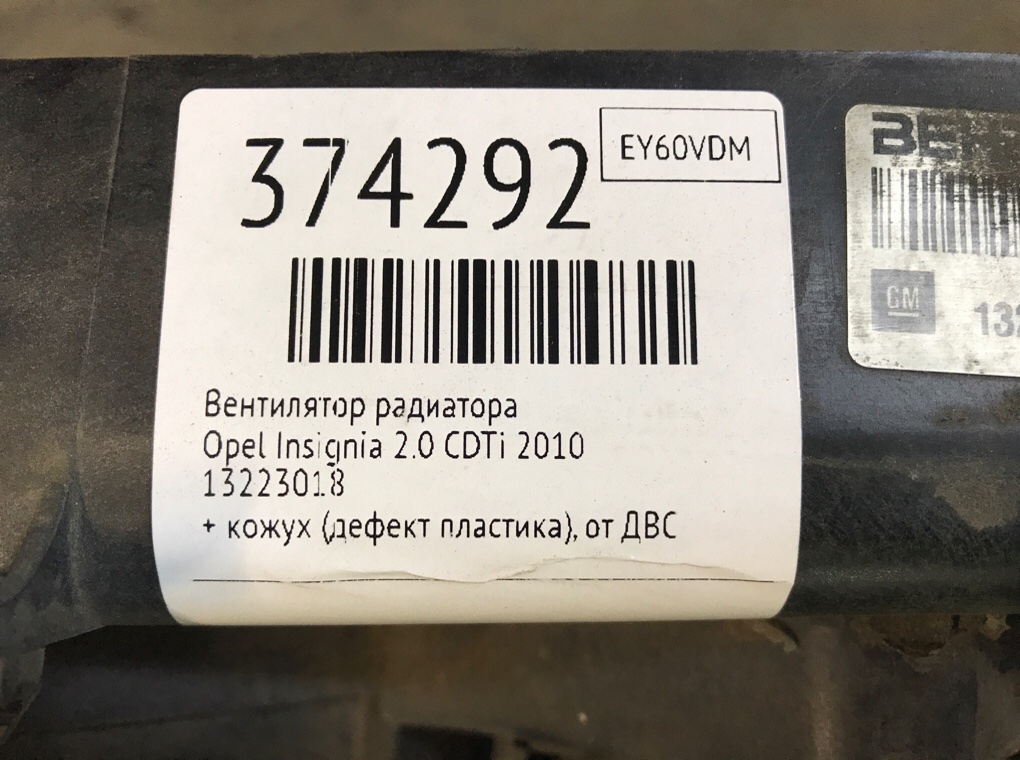 374292
EY60VDM
Вентилятор радиатора
Opel Insignia 2.0 CDTi 2010
13223018
+ кожух (дефект пластика), от ДВС
GM